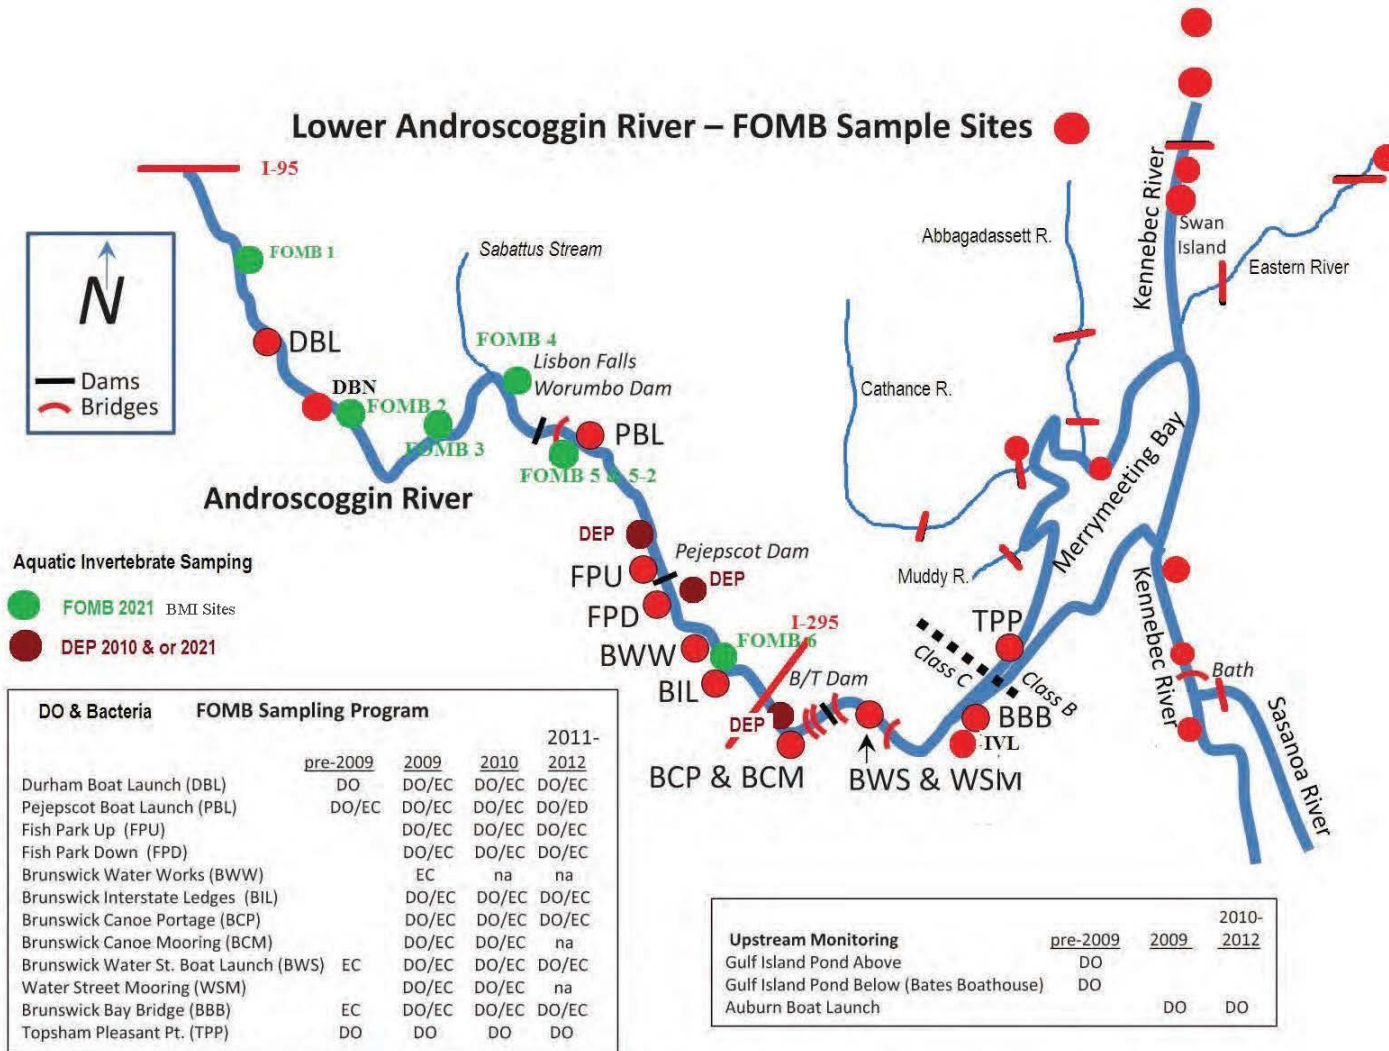 Lower Androscoggin River – FOMB Sample Sites
I-95
N
Dams
Bridges
FOMB 1
DBL
DBN
FOMB 2
FOMB 3
Sabattus Stream
FOMB 4
Lisbon Falls
Worumbo Dam
PBL
FOMB 5 & 5-2
Androscoggin River
DEP
Pejepscot Dam
FPU
DEP
FPD
I-295
BWW
FOMB 6
BIL
B/T Dam
DEP
BCP & BCM
BWS & WSM
Kennebec River
Swan
Island
Eastern River
Abbagadassett R.
Cathance R.
Merrymeeting Bay
Muddy R.
TPP
Class C
Class B
BBB
IVL
Kennebec River
Bath
Sasanoa River
Aquatic Invertebrate Samping
FOMB 2021 BMI Sites
DEP 2010 & or 2021
DO & Bacteria FOMB Sampling Program
2011-
pre-2009 2009 2010 2012
Durham Boat Launch (DBL) DO DO/EC DO/EC DO/EC
Pejepscot Boat Launch (PBL) DO/EC DO/EC DO/EC DO/ED
Fish Park Up (FPU) DO/EC DO/EC DO/EC
Fish Park Down (FPD) DO/EC DO/EC DO/EC
Brunswick Water Works (BWW) EC na na
Brunswick Interstate Ledges (BIL) DO/EC DO/EC DO/EC
Brunswick Canoe Portage (BCP) DO/EC DO/EC DO/EC
Brunswick Canoe Mooring (BCM) DO/EC DO/EC na
Brunswick Water St. Boat Launch (BWS) EC DO/EC DO/EC DO/EC
Water Street Mooring (WSM) DO/EC DO/EC na
Brunswick Bay Bridge (BBB) EC DO/EC DO/EC DO/EC
Topsham Pleasant Pt. (TPP) DO DO DO DO
2010-
Upstream Monitoring pre-2009 2009 2012
Gulf Island Pond Above DO
Gulf Island Pond Below (Bates Boathouse) DO
Auburn Boat Launch DO DO